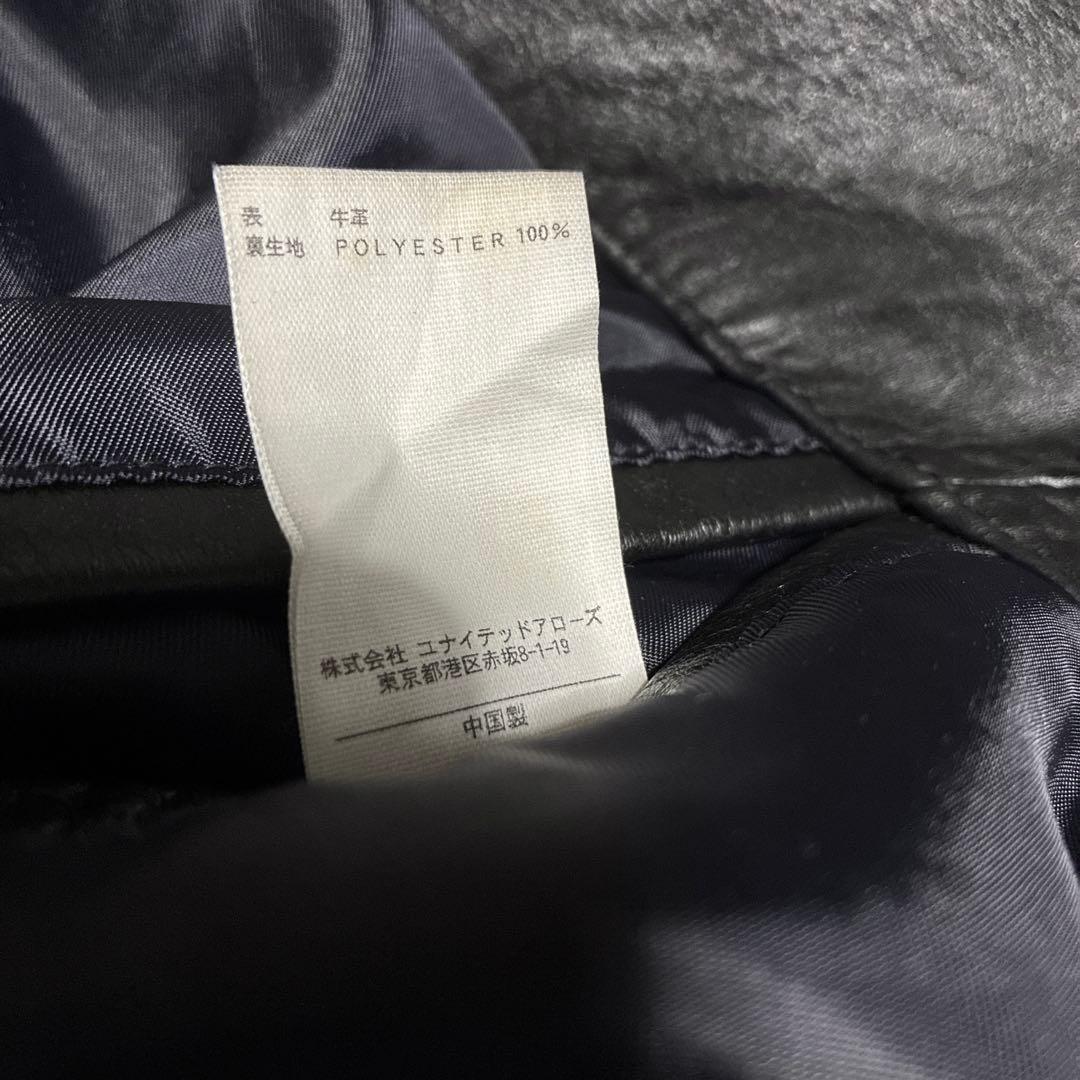 表 牛革
裏生地 POLYESTER 100%
株式会社 ユナイテッドアローズ
東京都港区赤坂8-1-19
中国製